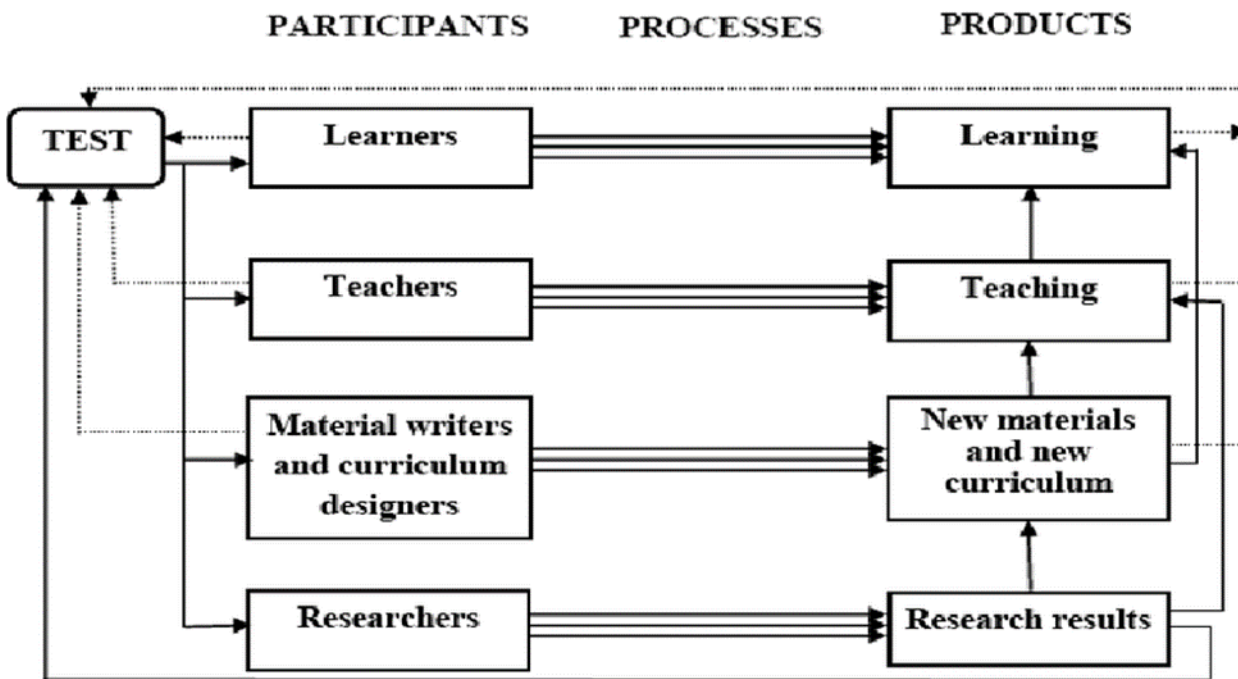 PARTICIPANTS PROCESSES PRODUCTS
TEST
Learners
Learning
Teachers
Teaching
Material writers
and curriculum
designers
New materials
and new
curriculum
Researchers
Research results